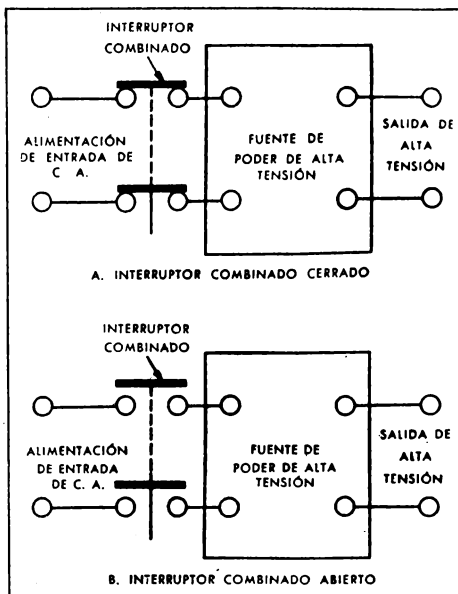 INTERRUPTOR
COMBINADO
ALIMENTACIÓN
DE ENTRADA DE
C A.
FUENTE DE
PODER DE ALTA
TENSIÓN
SALIDA DE
ALTA
TENSIÓN
A. INTERRUPTOR COMBINADO CERRADO
INTERRUPTOR
COMBINADO
ALIMENTACIÓN
DE ENTRADA
DE C. A.
FUENTE DE
PODER DE ALTA
TENSIÓN
SALIDA DE
ALTA
TENSIÓN
B. INTERRUPTOR COMBINADO ABIERTO